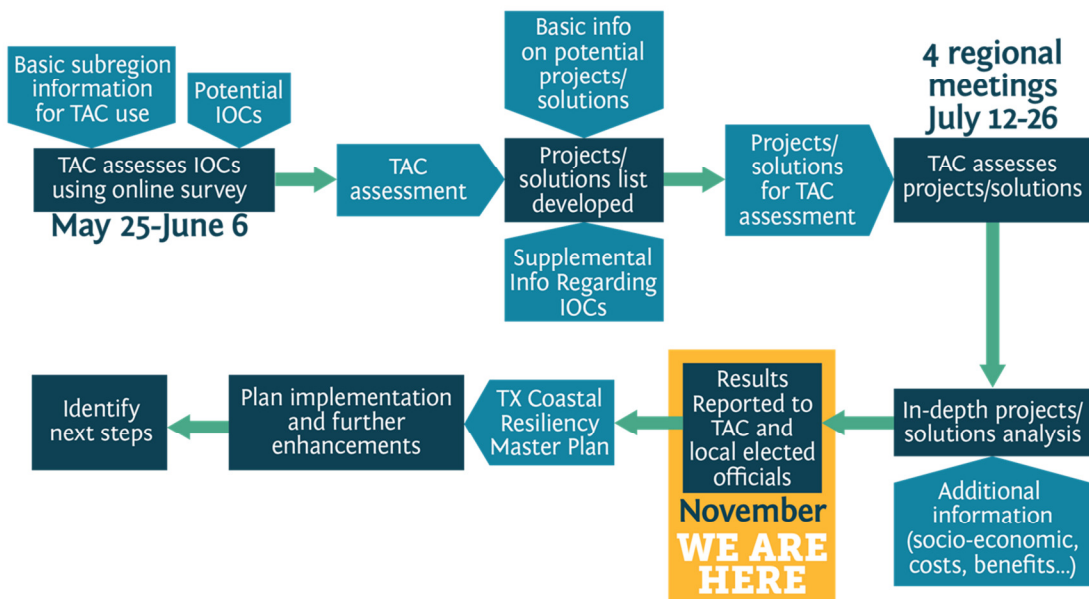 Basic subregion
information
for TAC use
Potential
IOCs
TAC assesses IOCs
using online survey
May 25-June 6
TAC
assessment
Basic info
on potential
projects/
solutions
Projects/
solutions list
developed
Supplemental
Info Regarding
IOCs
Projects/
solutions
for TAC
assessment
4 regional
meetings
July 12-26
TAC assesses
projects/solutions
In-depth projects/
solutions analysis
Additional
information
(socio-economic,
costs, benefits...)
Results
Reported to
TAC and
local elected
officials
November
WE ARE
HERE
TX Coastal
Resiliency
Master Plan
Plan implementation
and further
enhancements
Identify
next steps